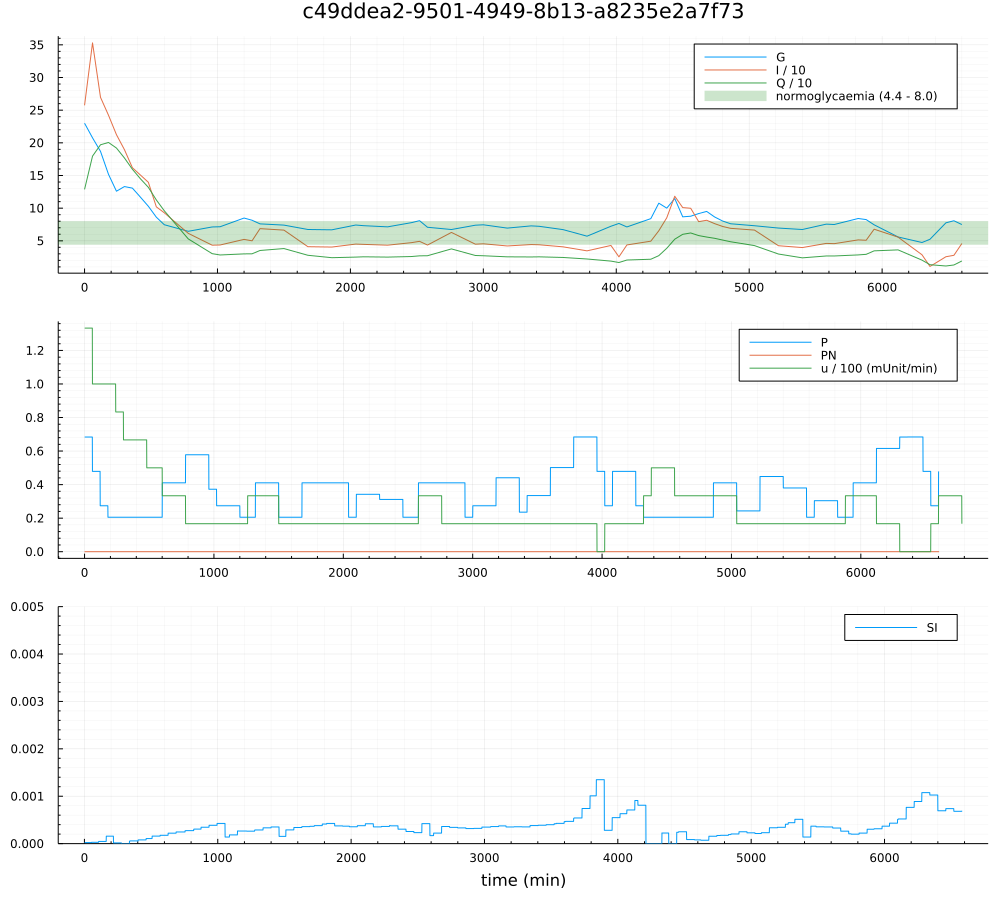 c49ddea2-9501-4949-8b13-a8235e2a7f73
35
30
25
20
15
10
5
G
I / 10
Q / 10
normoglycaemia (4.4 - 8.0)
0 1000 2000 3000 4000 5000 6000
1.2
1.0
0.8
0.6
0.4
0.2
0.0
P
PN
u / 100 (mUnit/min)
0 1000 2000 3000 4000 5000 6000
0.005
0.004
0.003
0.002
0.001
0.000
SI
0 1000 2000 3000 4000 5000 6000
time (min)